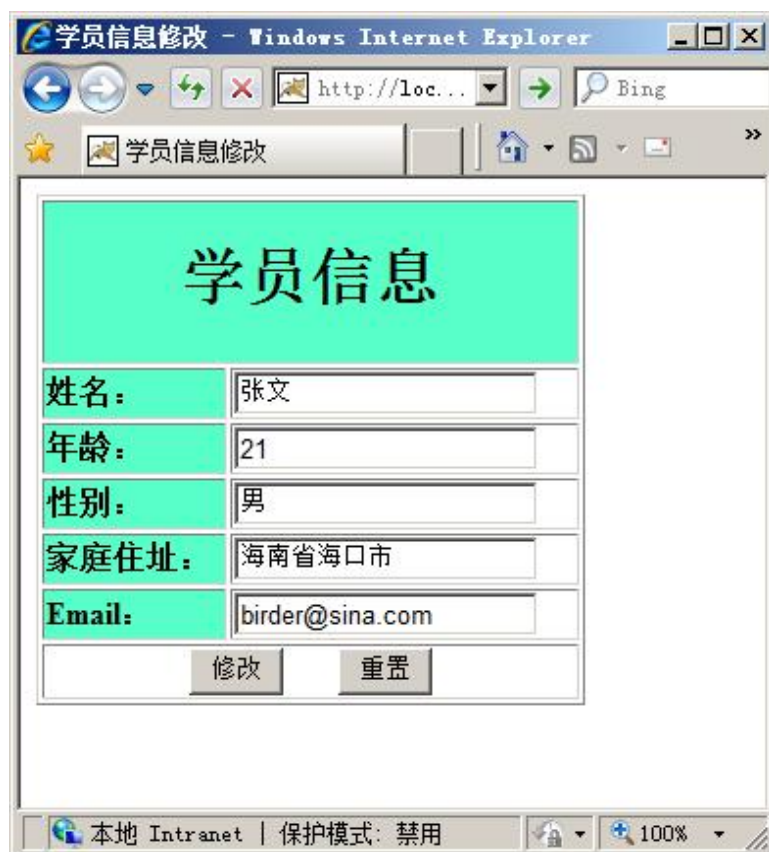 学员信息修改 - Windows Internet Explorer
http://loc...
Bing
学员信息修改
»
学员信息
姓名：
张文
年龄：
21
性别：
男
家庭住址：
海南省海口市
Email：
birder@sina.com
修改
重置
本地 Intranet | 保护模式: 禁用
100%